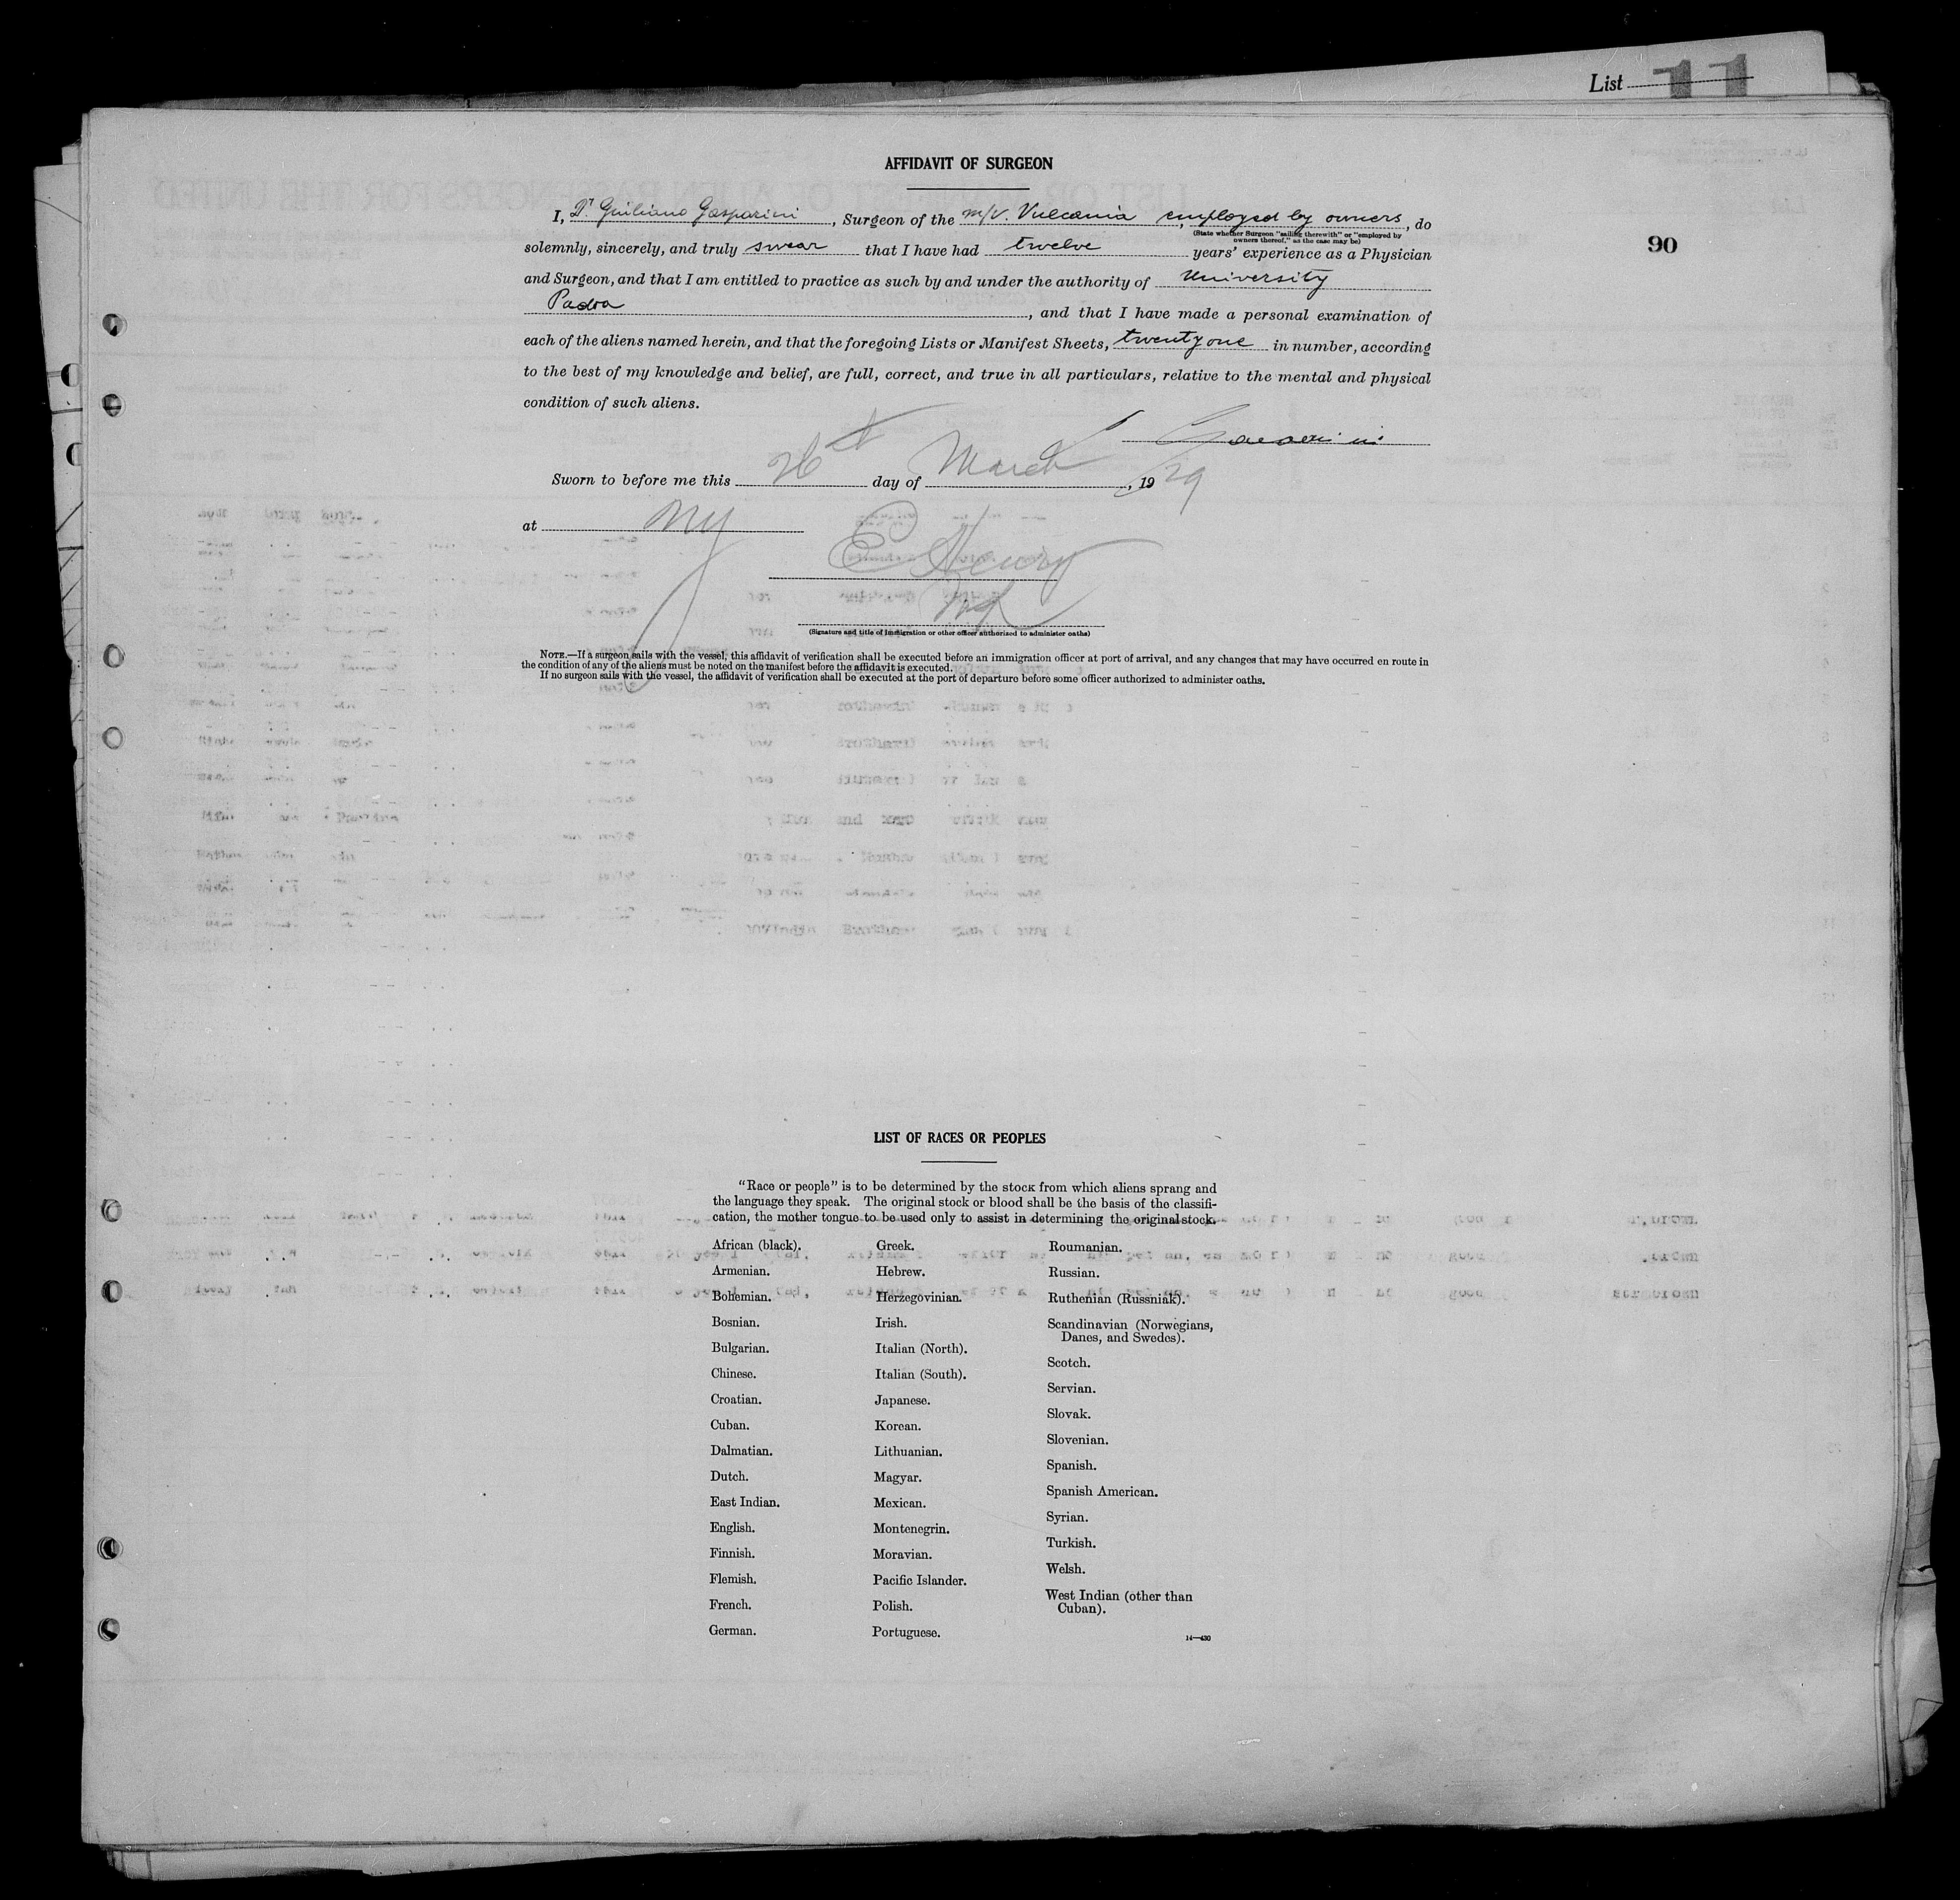 List 11
AFFIDAVIT OF SURGEON
90
I, Dr Giuliano Gasparini, Surgeon of the m/v. Vulcania, employed by owners, do
(State whether Surgeon "sailing therewith" or "employed by
owners thereof," as the case may be)
solemnly, sincerely, and truly swear that I have had twelve years' experience as a Physician
and Surgeon, and that I am entitled to practice as such by and under the authority of University
Padva, and that I have made a personal examination of
each of the aliens named herein, and that the foregoing Lists or Manifest Sheets, twenty one in number, according
to the best of my knowledge and belief, are full, correct, and true in all particulars, relative to the mental and physical
condition of such aliens.
Gasparini
Sworn to before me this 26th day of March, 1929
at NY
E Henry
(Signature and title of immigration or other officer authorized to administer oaths)
NOTE.—If a surgeon sails with the vessel, this affidavit of verification shall be executed before an immigration officer at port of arrival, and any changes that may have occurred en route in
the condition of any of the aliens must be noted on the manifest before the affidavit is executed.
If no surgeon sails with the vessel, the affidavit of verification shall be executed at the port of departure before some officer authorized to administer oaths.
LIST OF RACES OR PEOPLES
"Race or people" is to be determined by the stock from which aliens sprang and
the language they speak. The original stock or blood shall be the basis of the classifi-
cation, the mother tongue to be used only to assist in determining the original stock.
African (black).
Armenian.
Bohemian.
Bosnian.
Bulgarian.
Chinese.
Croatian.
Cuban.
Dalmatian.
Dutch.
East Indian.
English.
Finnish.
Flemish.
French.
German.
Greek.
Hebrew.
Herzegovinian.
Irish.
Italian (North).
Italian (South).
Japanese.
Korean.
Lithuanian.
Magyar.
Mexican.
Montenegrin.
Moravian.
Pacific Islander.
Polish.
Portuguese.
Roumanian.
Russian.
Ruthenian (Russniak).
Scandinavian (Norwegians,
Danes, and Swedes).
Scotch.
Servian.
Slovak.
Slovenian.
Spanish.
Spanish American.
Syrian.
Turkish.
Welsh.
West Indian (other than
Cuban).
14—430